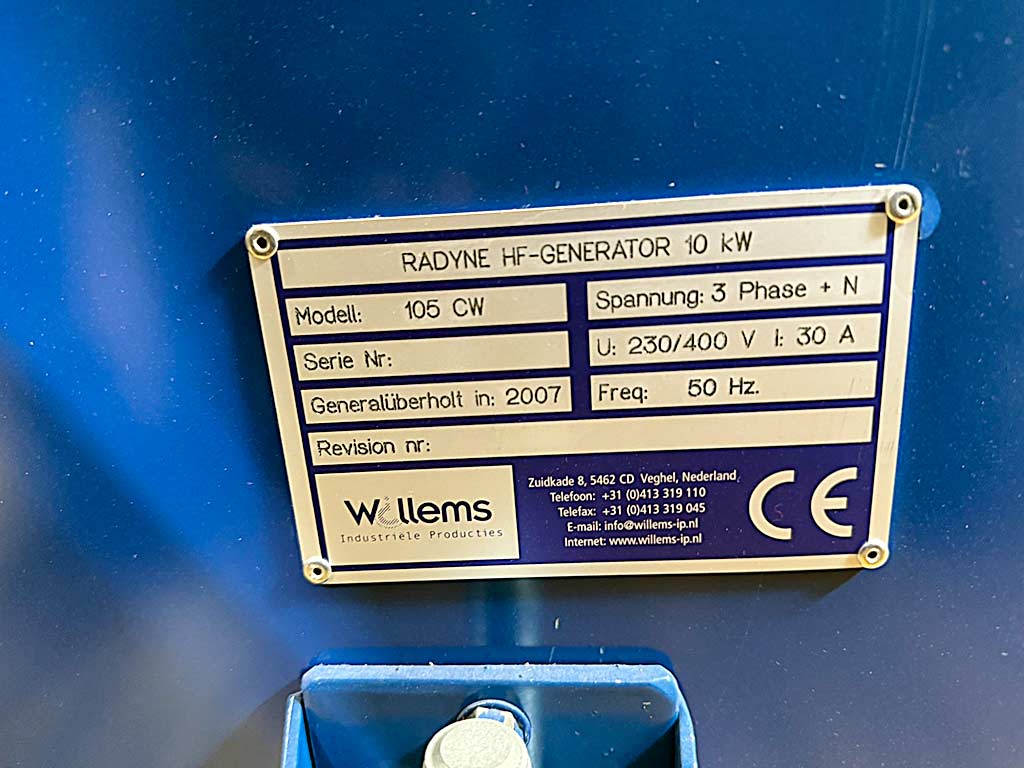 RADYNE HF-GENERATOR 10 kW
Modell: 105 CW
Spannung: 3 Phase + N
Serie Nr:
U: 230/400 V I: 30 A
Generalüberholt in: 2007
Freq: 50 Hz.
Revision nr:
Willems
Industriële Producties
Zuidkade 8, 5462 CD Veghel, Nederland
Telefoon: +31 (0)413 319 110
Telefax: +31 (0)413 319 045
E-mail: info@willems-ip.nl
Internet: www.willems-ip.nl
CE